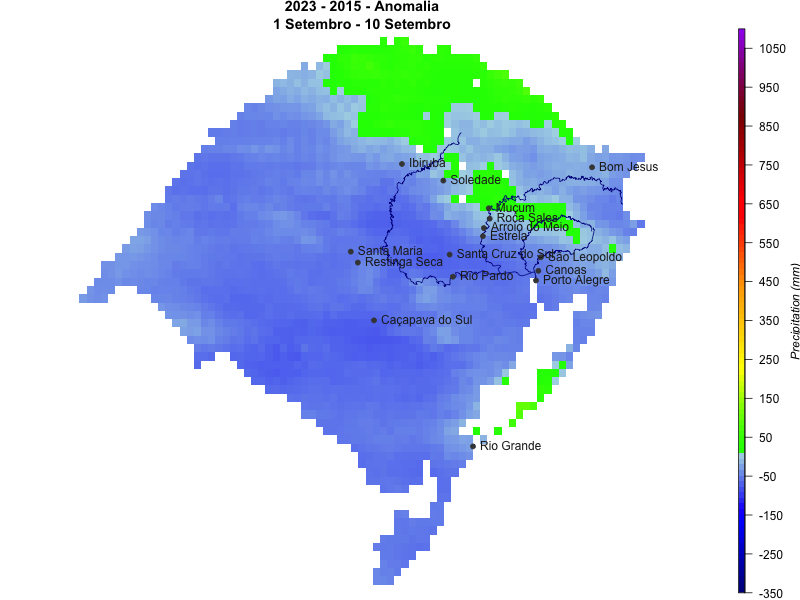 2023 - 2015 - Anomalia
1 Setembro - 10 Setembro
Ibirubá
Bom Jesus
Soledade
Mucum
Roca Sales
Arroio do Meio
Estrela
Santa Maria
Santa Cruz do Sul
São Leopoldo
Restinga Seca
Canoas
Rio Pardo
Porto Alegre
Caçapava do Sul
Rio Grande
1050
950
850
750
650
550
450
350
250
150
50
-50
-150
-250
-350
Precipitation (mm)